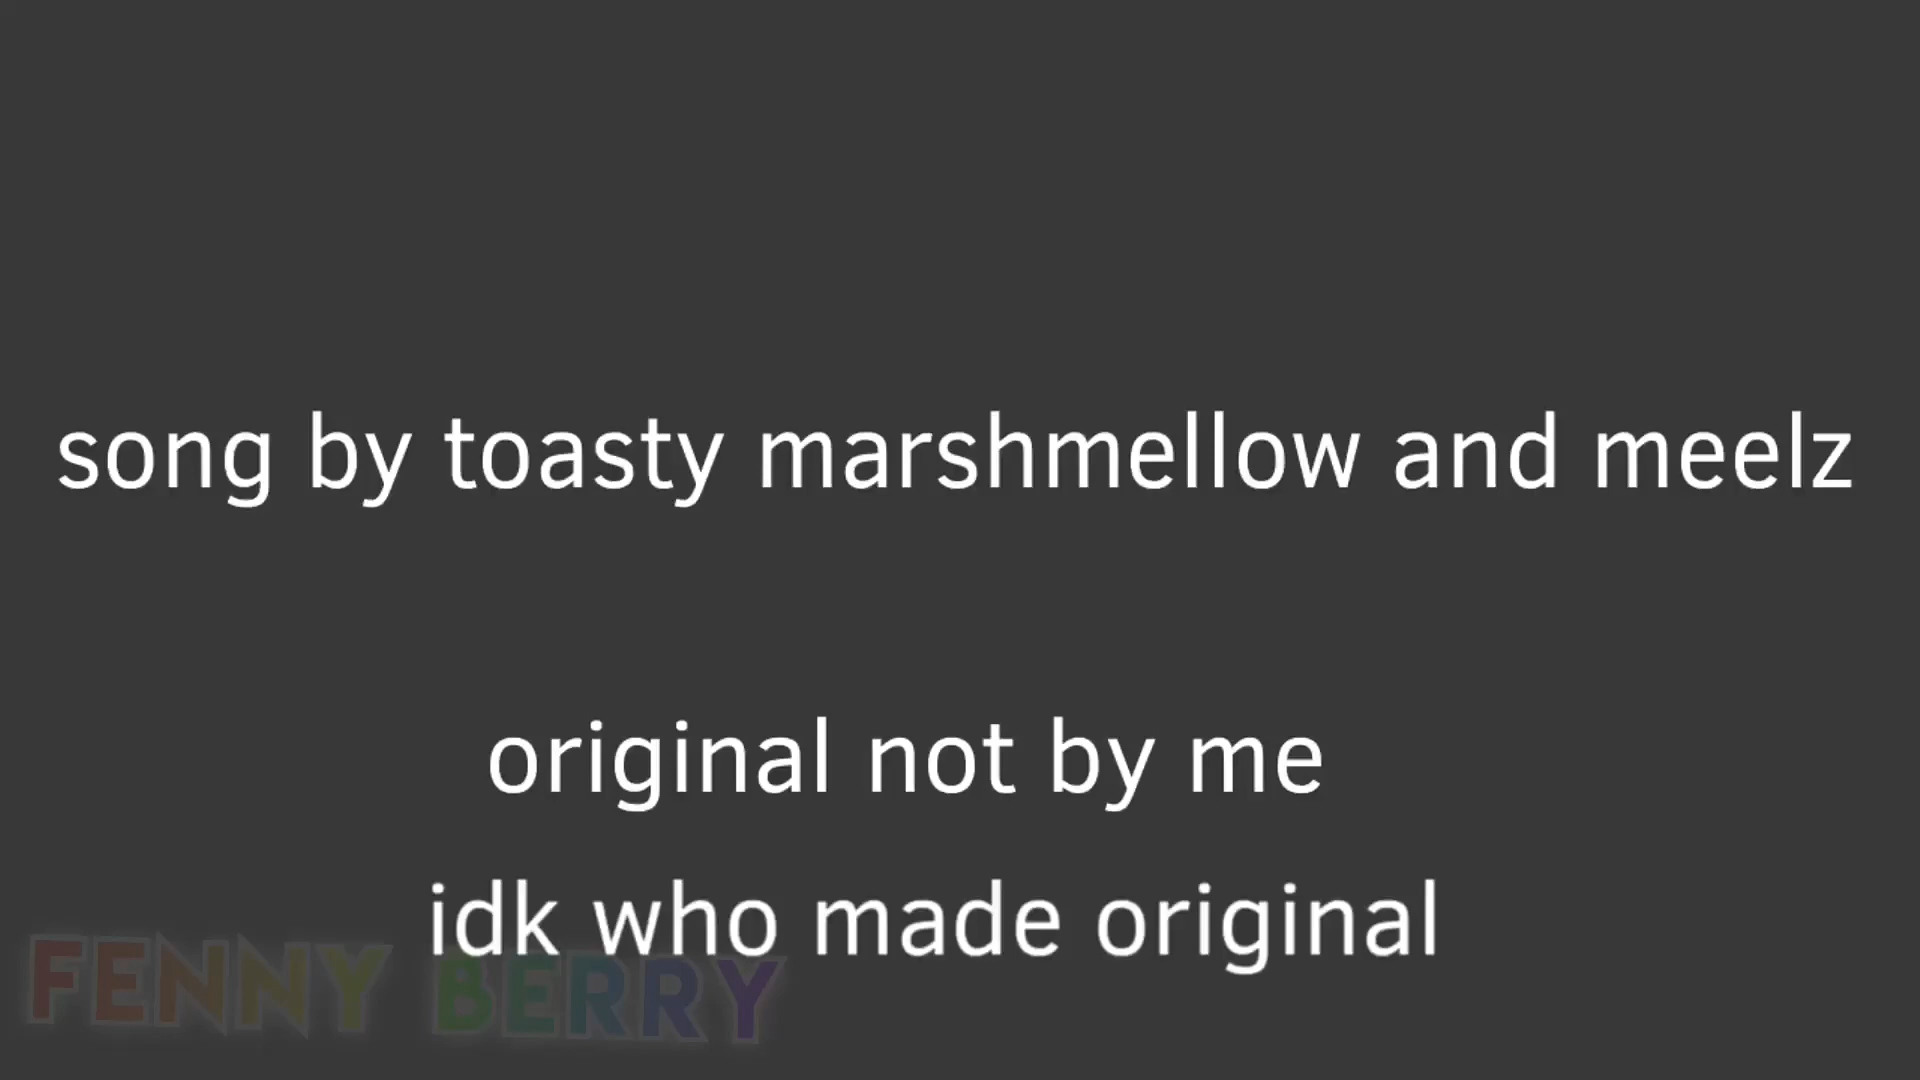 song by toasty marshmellow and meelz
original not by me
idk who made original
FENNY BERRY